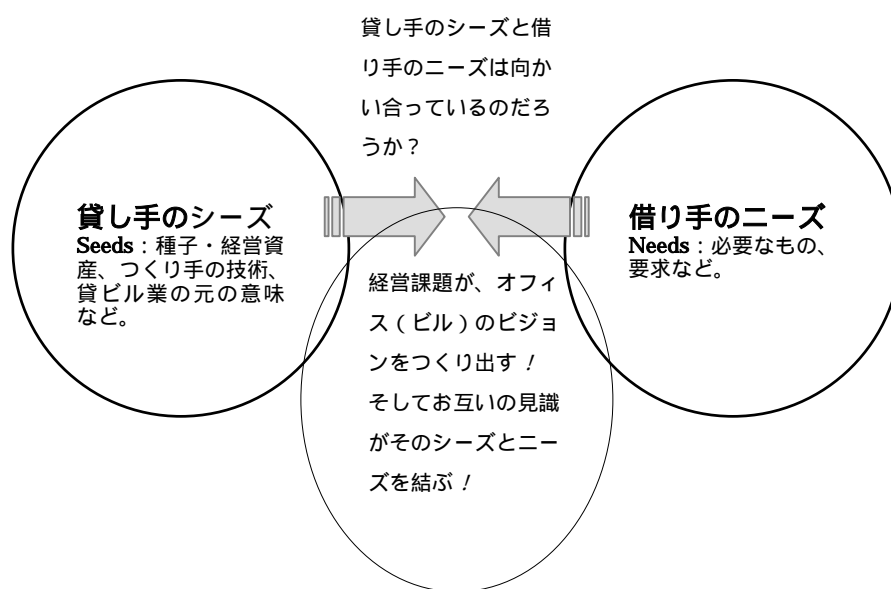 貸し手のシーズと借
り手のニーズは向か
い合っているのだろ
うか?
貸し手のシーズ
Seeds:種子・経営資
産、つくり手の技術、
貸ビル業の元の意味
など。
借り手のニーズ
Needs:必要なもの、
要求など。
経営課題が、オフィ
ス(ビル)のビジョ
ンをつくり出す!
そしてお互いの見識
がそのシーズとニー
ズを結ぶ!